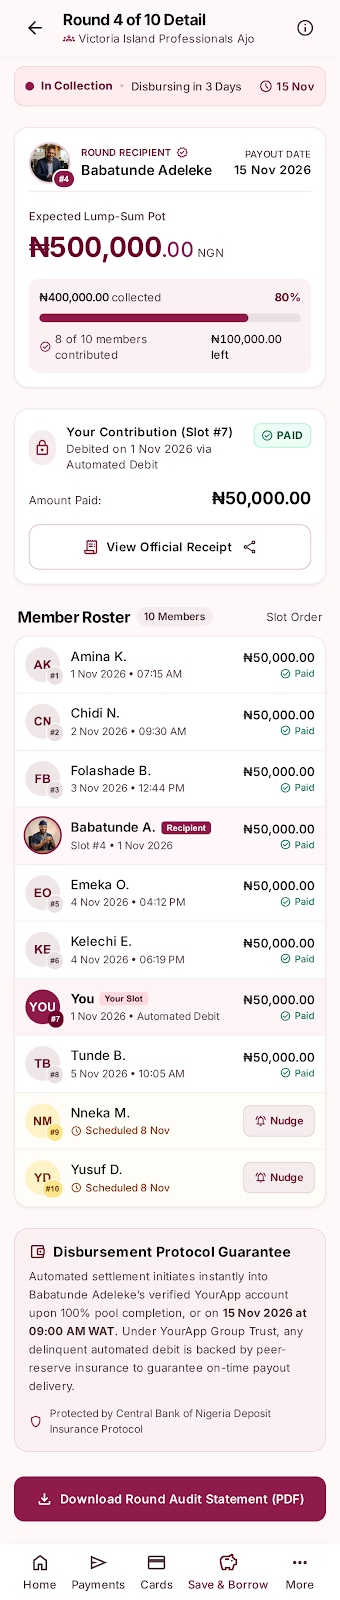 Round 4 of 10 Detail
Victoria Island Professionals Ajo
In Collection • Disbursing in 3 Days 15 Nov
ROUND RECIPIENT
Babatunde Adeleke
#4
PAYOUT DATE
15 Nov 2026
Expected Lump-Sum Pot
₦500,000.00 NGN
₦400,000.00 collected 80%
8 of 10 members
contributed
₦100,000.00
left
Your Contribution (Slot #7)
Debited on 1 Nov 2026 via
Automated Debit
PAID
Amount Paid: ₦50,000.00
View Official Receipt
Member Roster 10 Members Slot Order
AK #1
Amina K.
1 Nov 2026 • 07:15 AM
₦50,000.00
Paid
CN #2
Chidi N.
2 Nov 2026 • 09:30 AM
₦50,000.00
Paid
FB #3
Folashade B.
3 Nov 2026 • 12:44 PM
₦50,000.00
Paid
Babatunde A. Recipient
Slot #4 • 1 Nov 2026
₦50,000.00
Paid
EO #5
Emeka O.
4 Nov 2026 • 04:12 PM
₦50,000.00
Paid
KE #6
Kelechi E.
4 Nov 2026 • 06:19 PM
₦50,000.00
Paid
YOU #7
You Your Slot
1 Nov 2026 • Automated Debit
₦50,000.00
Paid
TB #8
Tunde B.
5 Nov 2026 • 10:05 AM
₦50,000.00
Paid
NM #9
Nneka M.
Scheduled 8 Nov
Nudge
YD #10
Yusuf D.
Scheduled 8 Nov
Nudge
Disbursement Protocol Guarantee
Automated settlement initiates instantly into
Babatunde Adeleke's verified YourApp account
upon 100% pool completion, or on 15 Nov 2026 at
09:00 AM WAT. Under YourApp Group Trust, any
delinquent automated debit is backed by peer-
reserve insurance to guarantee on-time payout
delivery.
Protected by Central Bank of Nigeria Deposit
Insurance Protocol
Download Round Audit Statement (PDF)
Home Payments Cards Save & Borrow More